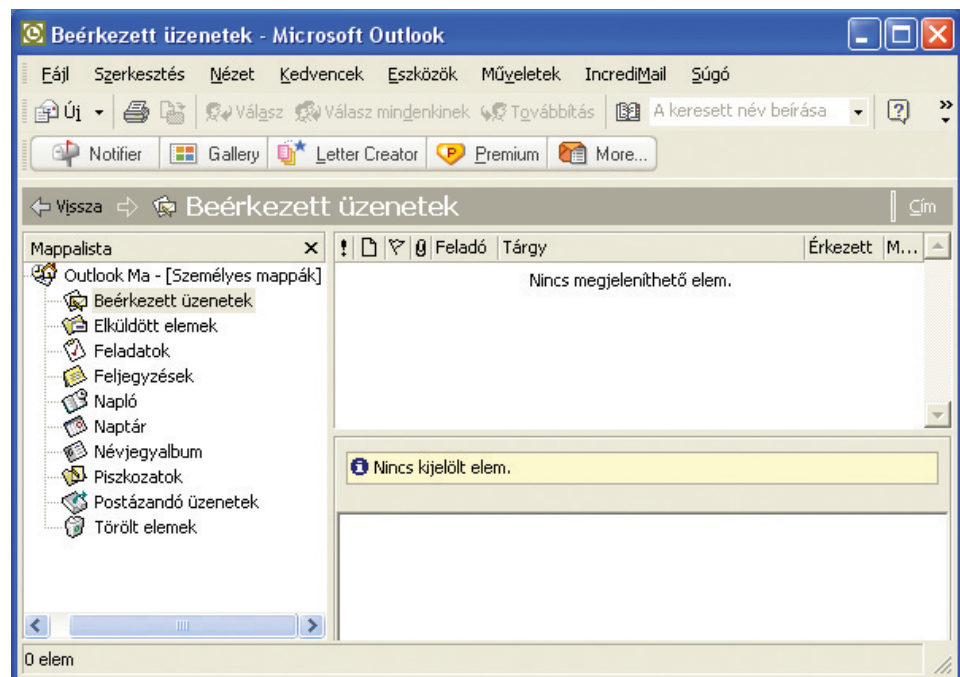 Beérkezett üzenetek - Microsoft Outlook
Fájl Szerkesztés Nézet Kedvencek Eszközök Műveletek IncrediMail Súgó
Új Válasz Válasz mindenkinek Továbbítás A keresett név beírása
Notifier Gallery Letter Creator Premium More...
Vissza Beérkezett üzenetek Cím
Mappalista
! Feladó Tárgy Érkezett M...
Nincs megjeleníthető elem.
Outlook Ma - [Személyes mappák]
Beérkezett üzenetek
Elküldött elemek
Feladatok
Feljegyzések
Napló
Naptár
Névjegyalbum
Piszkozatok
Postázandó üzenetek
Törölt elemek
Nincs kijelölt elem.
0 elem